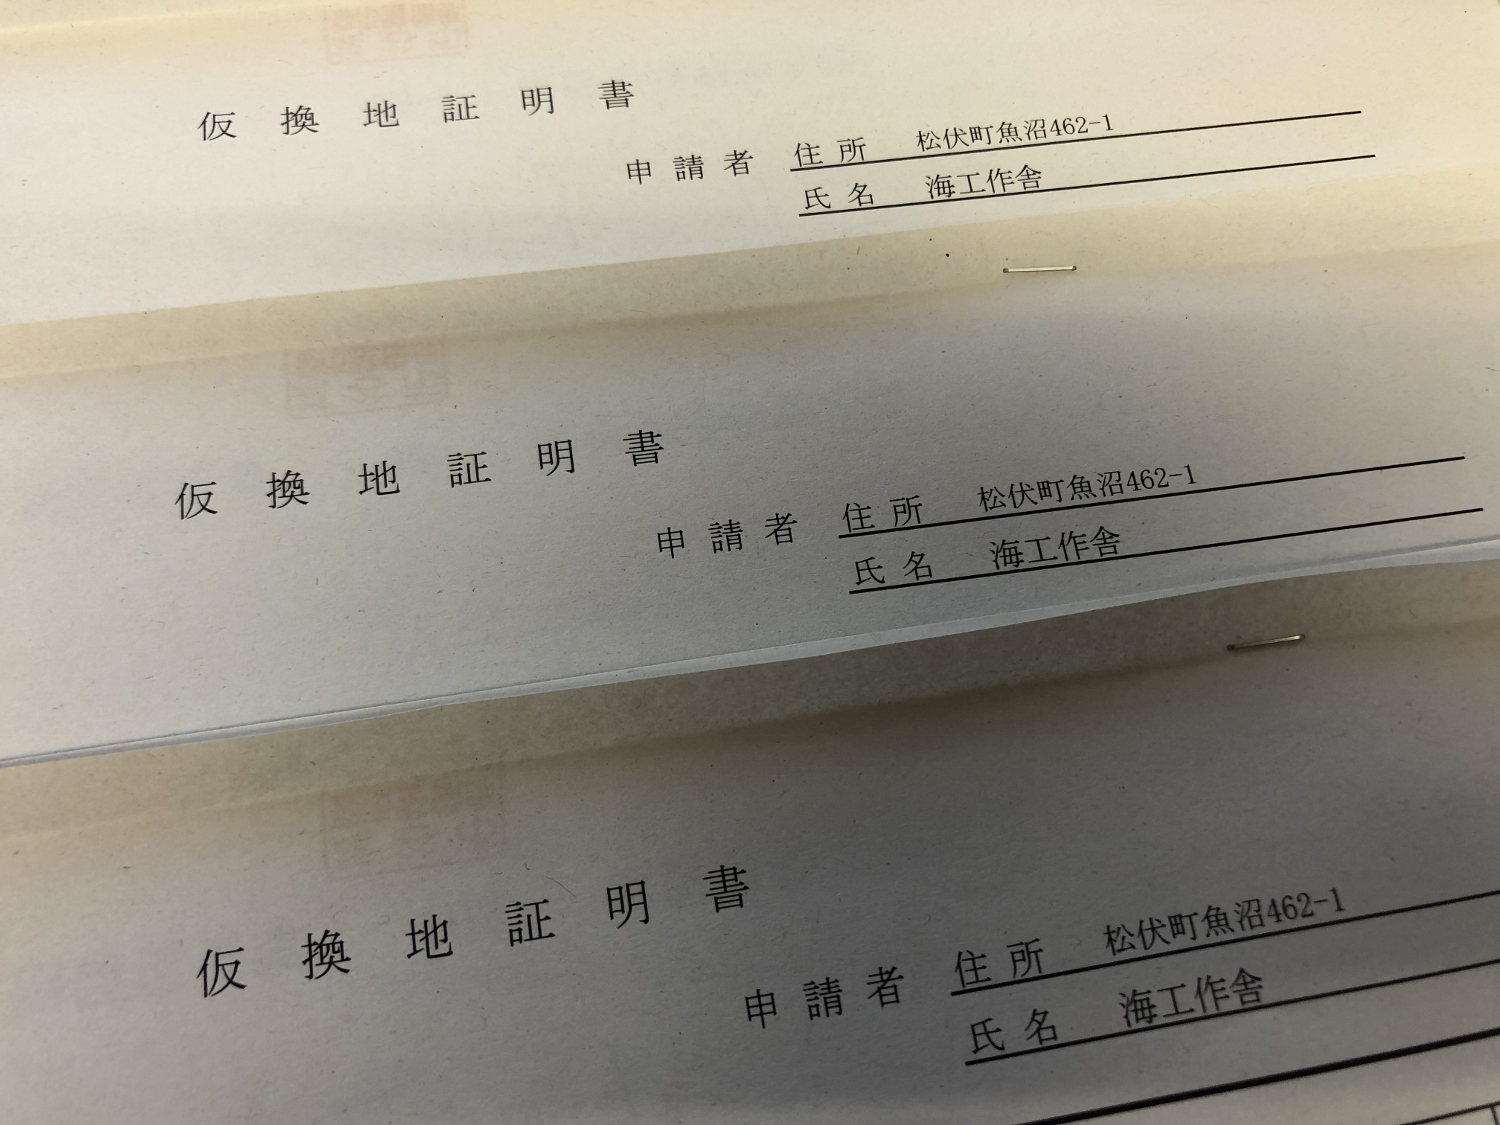 仮換地証明書
申請者 住所 松伏町魚沼462-1
氏名 海工作舎
仮換地証明書
申請者 住所 松伏町魚沼462-1
氏名 海工作舎
仮換地証明書
申請者 住所 松伏町魚沼462-1
氏名 海工作舎